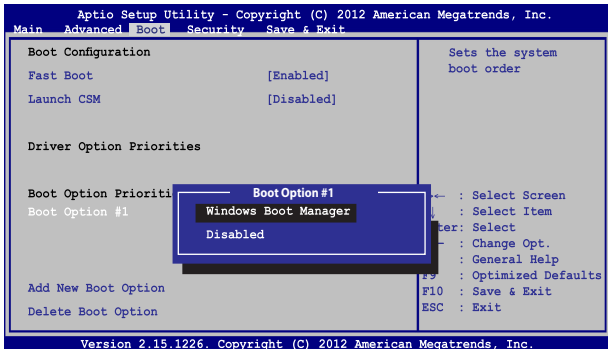 Aptio Setup Utility - Copyright (C) 2012 American Megatrends, Inc.
Main Advanced Boot Security Save & Exit
Boot Configuration
Fast Boot [Enabled]
Launch CSM [Disabled]
Driver Option Priorities
Boot Option Prioriti
Boot Option #1
Add New Boot Option
Delete Boot Option
Boot Option #1
Windows Boot Manager
Disabled
Sets the system
boot order
← : Select Screen
: Select Item
ter: Select
: Change Opt.
: General Help
F9 : Optimized Defaults
F10 : Save & Exit
ESC : Exit
Version 2.15.1226. Copyright (C) 2012 American Megatrends, Inc.